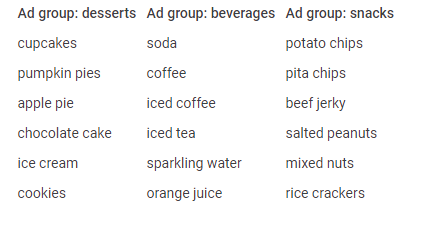 Ad group: desserts Ad group: beverages Ad group: snacks
cupcakes soda potato chips
pumpkin pies coffee pita chips
apple pie iced coffee beef jerky
chocolate cake iced tea salted peanuts
ice cream sparkling water mixed nuts
cookies orange juice rice crackers